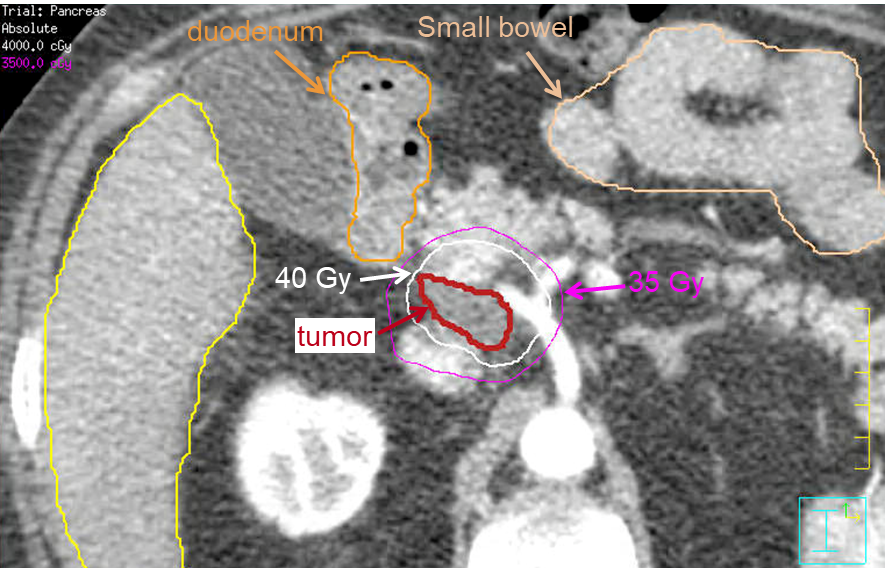 Trial: Pancreas
Absolute
4000.0 cGy
3500.0 cGy
duodenum
Small bowel
40 Gy
35 Gy
tumor